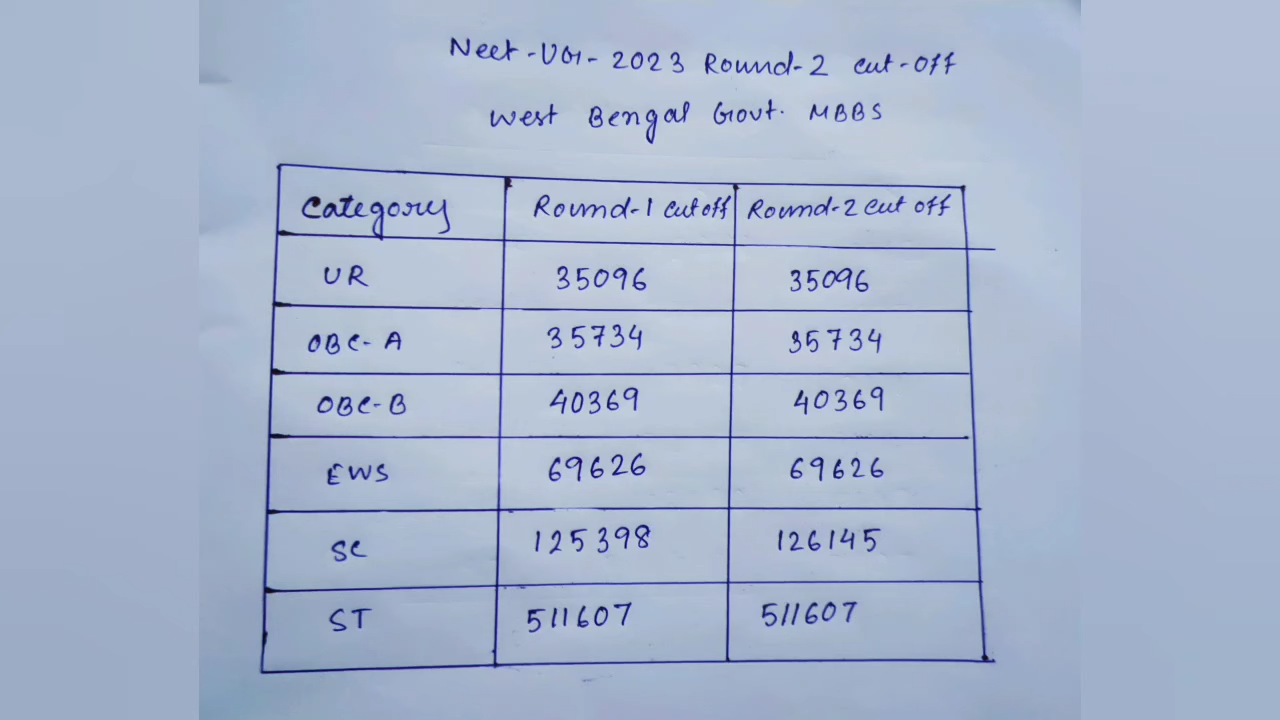 Neet-UG-2023 Round-2 cut-off
West Bengal Govt. MBBS
Category Round-1 cut off Round-2 cut off
UR 35096 35096
OBC-A 35734 35734
OBC-B 40369 40369
EWS 69626 69626
SC 125398 126145
ST 511607 511607